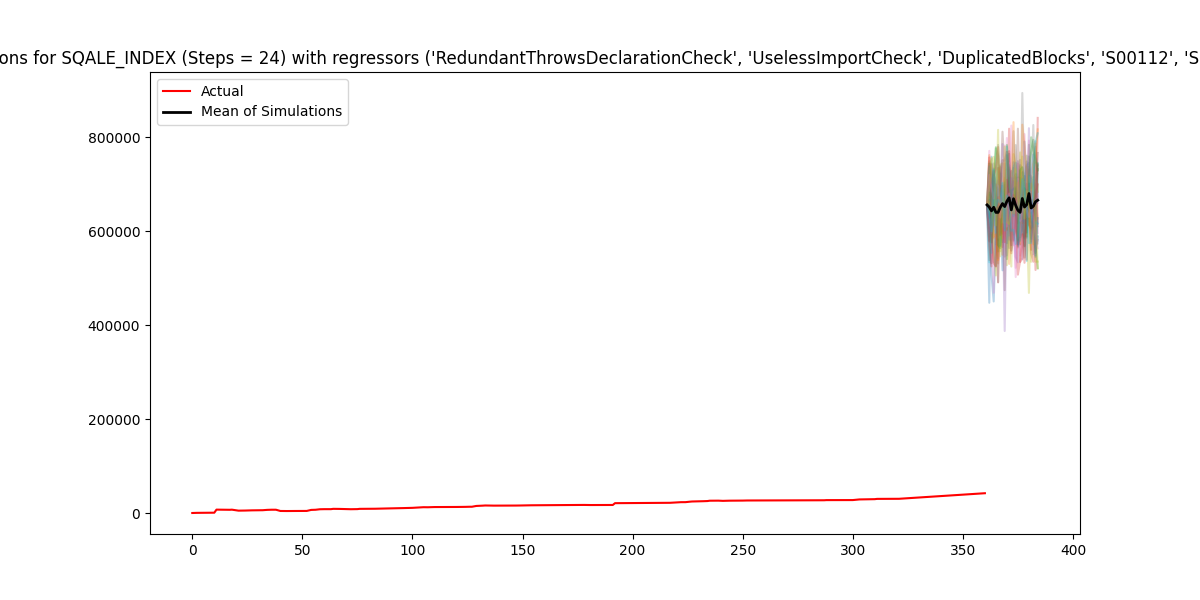 ons for SQALE_INDEX (Steps = 24) with regressors ('RedundantThrowsDeclarationCheck', 'UselessImportCheck', 'DuplicatedBlocks', 'S00112', 'S
Actual
Mean of Simulations
800000
600000
400000
200000
0
0 50 100 150 200 250 300 350 400